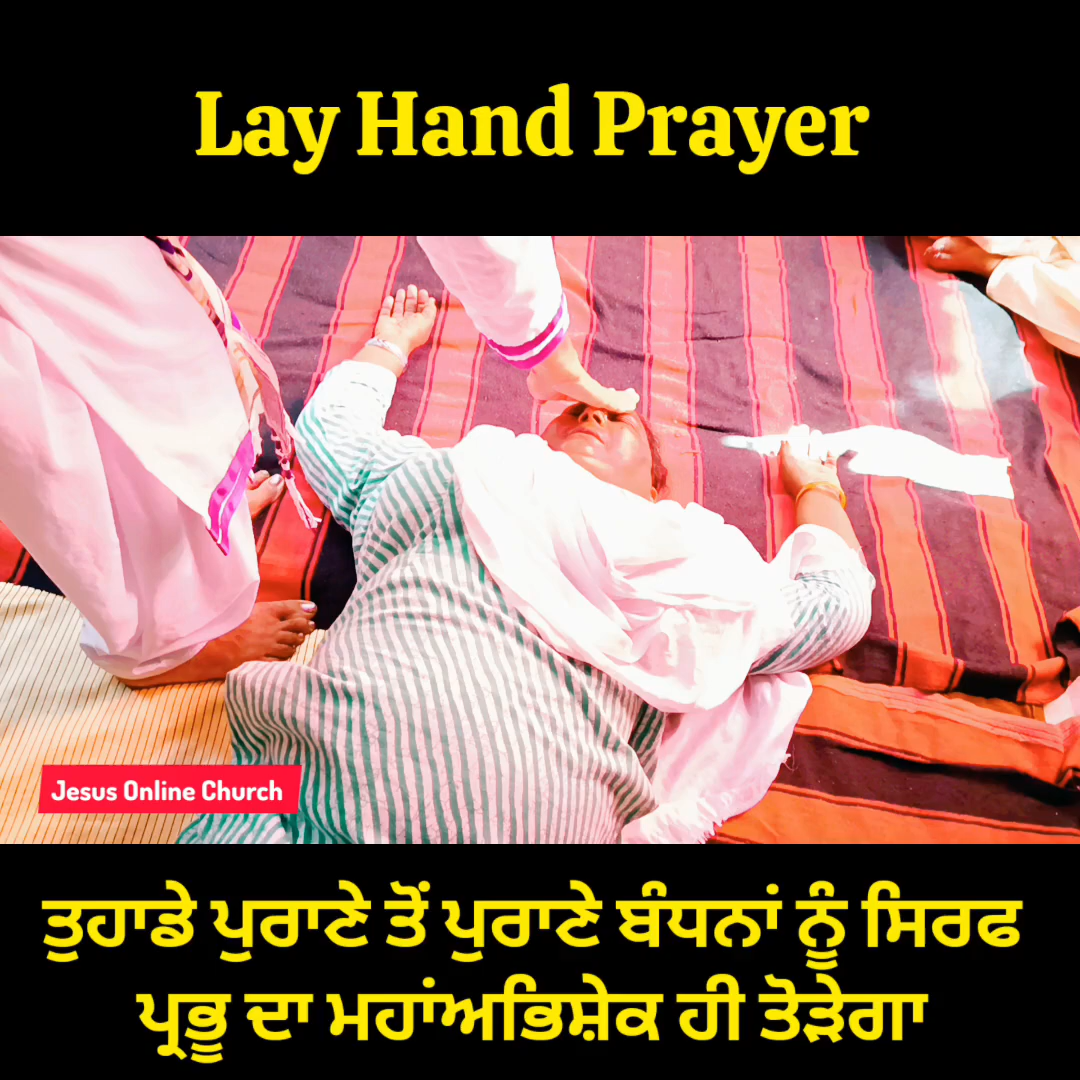 Lay Hand Prayer
Jesus Online Church
ਤੁਹਾਡੇ ਪੁਰਾਣੇ ਤੋਂ ਪੁਰਾਣੇ ਬੰਧਨਾਂ ਨੂੰ ਸਿਰਫ
ਪ੍ਰਭੂ ਦਾ ਮਹਾਂਅਭਿਸ਼ੇਕ ਹੀ ਤੋੜੇਗਾ